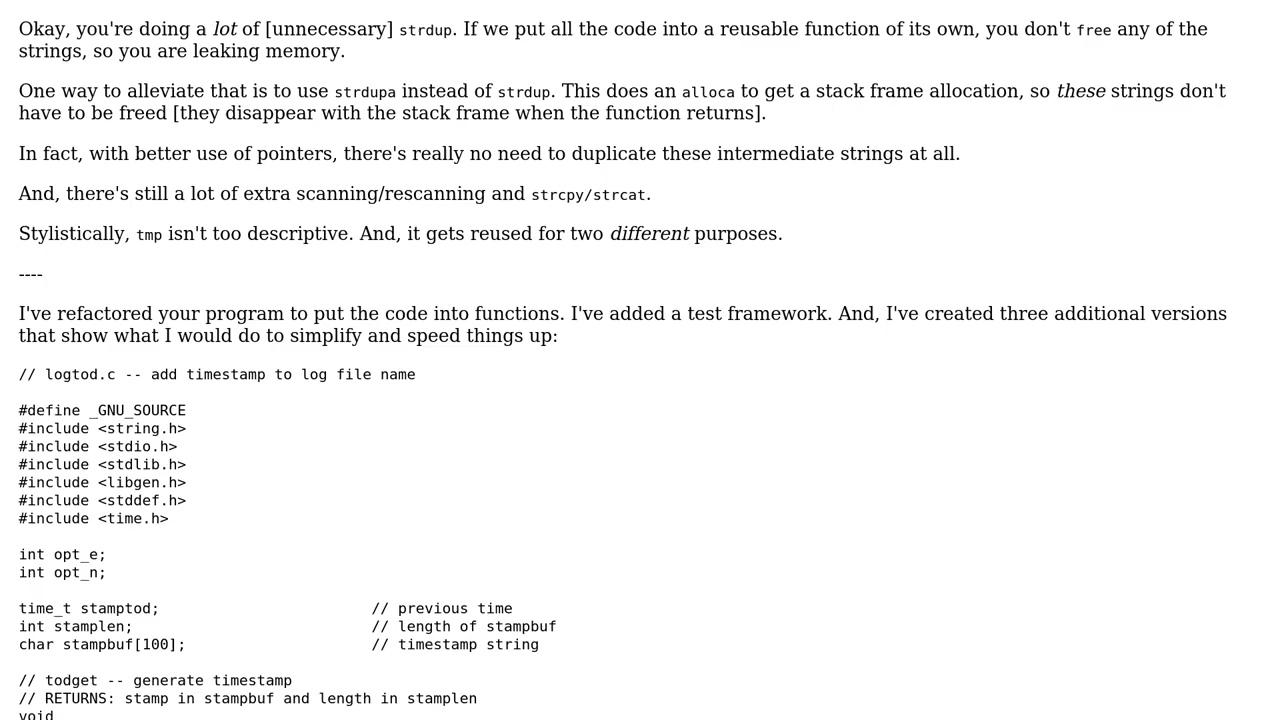 Okay, you're doing a lot of [unnecessary] strdup. If we put all the code into a reusable function of its own, you don't free any of the
strings, so you are leaking memory.
One way to alleviate that is to use strdupa instead of strdup. This does an alloca to get a stack frame allocation, so these strings don't
have to be freed [they disappear with the stack frame when the function returns].
In fact, with better use of pointers, there's really no need to duplicate these intermediate strings at all.
And, there's still a lot of extra scanning/rescanning and strcpy/strcat.
Stylistically, tmp isn't too descriptive. And, it gets reused for two different purposes.
----
I've refactored your program to put the code into functions. I've added a test framework. And, I've created three additional versions
that show what I would do to simplify and speed things up:
// logtod.c -- add timestamp to log file name
#define _GNU_SOURCE
#include <string.h>
#include <stdio.h>
#include <stdlib.h>
#include <libgen.h>
#include <stddef.h>
#include <time.h>
int opt_e;
int opt_n;
time_t stamptod; // previous time
int stamplen; // length of stampbuf
char stampbuf[100]; // timestamp string
// todget -- generate timestamp
// RETURNS: stamp in stampbuf and length in stamplen
void